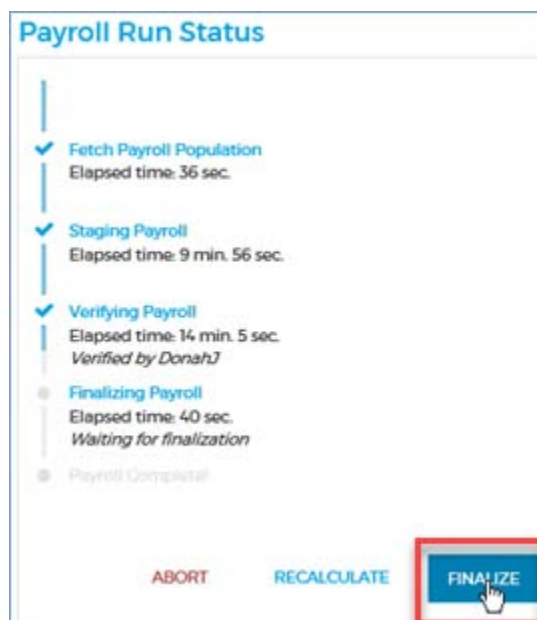 Payroll Run Status
Fetch Payroll Population
Elapsed time: 36 sec.
Staging Payroll
Elapsed time: 9 min. 56 sec.
Verifying Payroll
Elapsed time: 14 min. 5 sec.
Verified by DonahJ
Finalizing Payroll
Elapsed time: 40 sec.
Waiting for finalization
Payroll Complete!
ABORT RECALCULATE FINALIZE